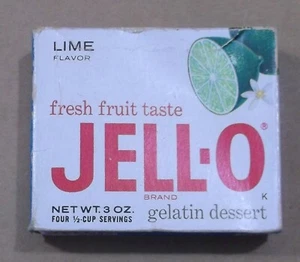 LIME
FLAVOR
fresh fruit taste
JELL-O®
BRAND
K
NET WT. 3 OZ.
gelatin dessert
FOUR ½-CUP SERVINGS